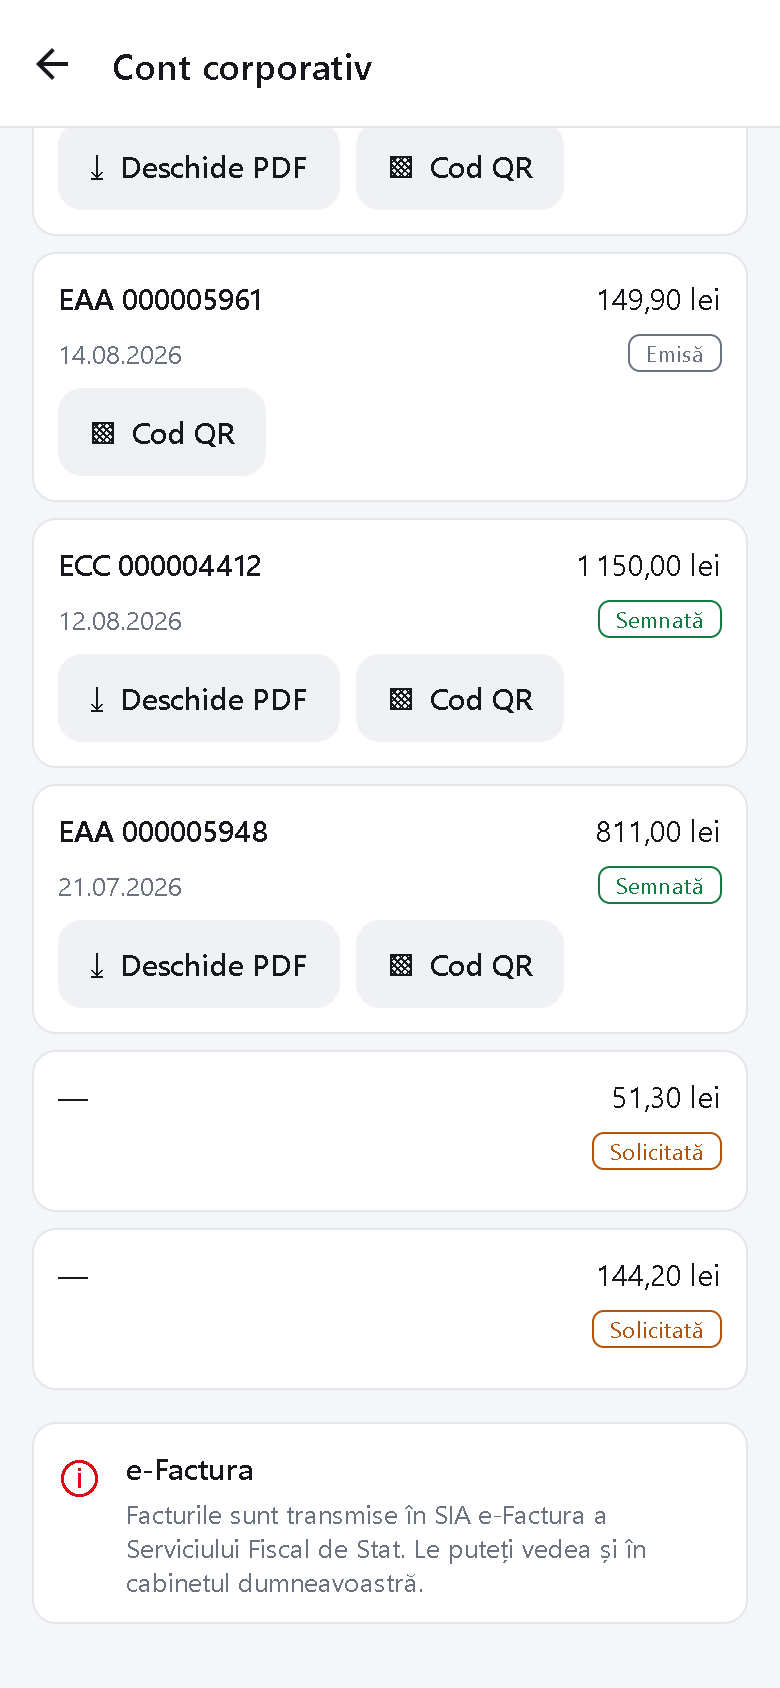 Cont corporativ
Deschide PDF Cod QR
EAA 000005961 149,90 lei
14.08.2026 Emisă
Cod QR
ECC 000004412 1 150,00 lei
12.08.2026 Semnată
Deschide PDF Cod QR
EAA 000005948 811,00 lei
21.07.2026 Semnată
Deschide PDF Cod QR
— 51,30 lei
Solicitată
— 144,20 lei
Solicitată
e-Factura
Facturile sunt transmise în SIA e-Factura a
Serviciului Fiscal de Stat. Le puteți vedea și în
cabinetul dumneavoastră.